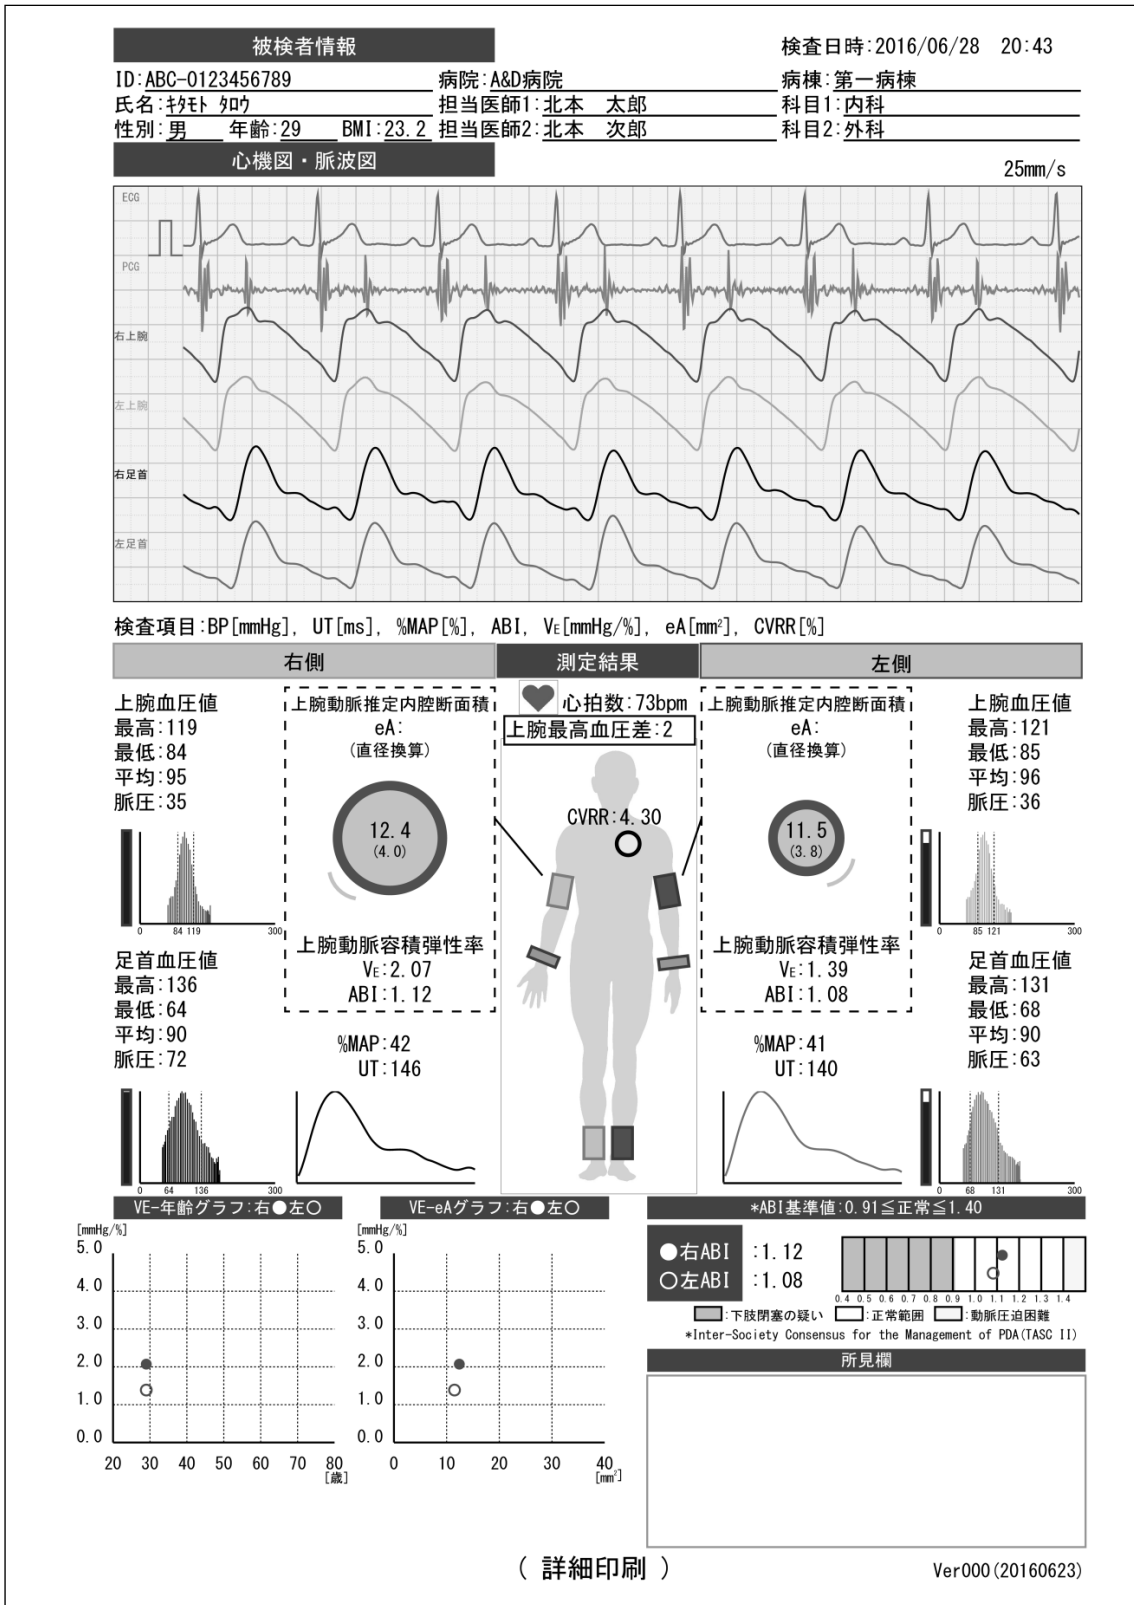 被検者情報
検査日時:2016/06/28 20:43
ID:ABC-0123456789 病院:A&D病院 病棟:第一病棟
氏名:ｷﾀﾓﾄ ﾀﾛｳ 担当医師1:北本 太郎 科目1:内科
性別:男 年齢:29 BMI:23.2 担当医師2:北本 次郎 科目2:外科
心機図・脈波図
25mm/s
ECG
PCG
右上腕
左上腕
右足首
左足首
検査項目:BP[mmHg], UT[ms], %MAP[%], ABI, VE[mmHg/%], eA[mm²], CVRR[%]
右側 測定結果 左側
上腕血圧値
最高:119
最低:84
平均:95
脈圧:35
0 84 119 300
上腕動脈推定内腔断面積
eA:
(直径換算)
12.4
(4.0)
上腕動脈容積弾性率
VE:2.07
ABI:1.12
足首血圧値
最高:136
最低:64
平均:90
脈圧:72
0 64 136 300
%MAP:42
UT:146
心拍数:73bpm
上腕最高血圧差:2
CVRR:4.30
上腕動脈推定内腔断面積
eA:
(直径換算)
11.5
(3.8)
上腕動脈容積弾性率
VE:1.39
ABI:1.08
上腕血圧値
最高:121
最低:85
平均:96
脈圧:36
0 85 121 300
%MAP:41
UT:140
足首血圧値
最高:131
最低:68
平均:90
脈圧:63
0 68 131 300
VE-年齢グラフ:右●左○
[mmHg/%]
5.0
4.0
3.0
2.0
1.0
0.0
20 30 40 50 60 70 80
[歳]
VE-eAグラフ:右●左○
[mmHg/%]
5.0
4.0
3.0
2.0
1.0
0.0
0 10 20 30 40
[mm²]
*ABI基準値:0.91≦正常≦1.40
●右ABI :1.12
○左ABI :1.08
0.4 0.5 0.6 0.7 0.8 0.9 1.0 1.1 1.2 1.3 1.4
:下肢閉塞の疑い :正常範囲 :動脈圧迫困難
*Inter-Society Consensus for the Management of PDA(TASC II)
所見欄
( 詳細印刷 )
Ver000(20160623)